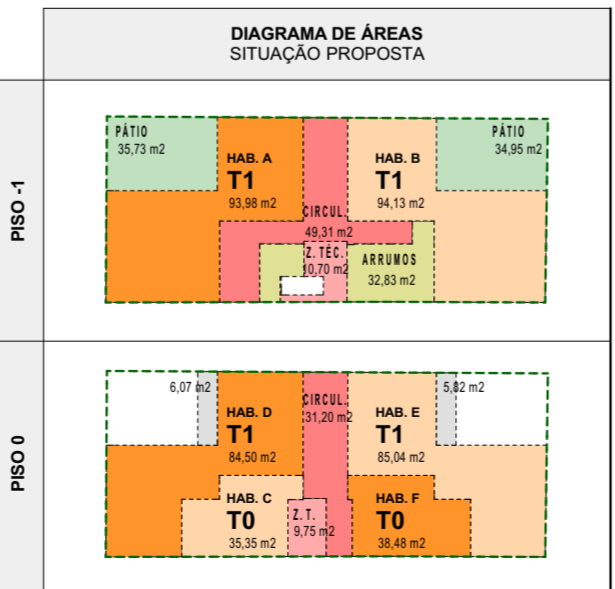 DIAGRAMA DE ÁREAS
SITUAÇÃO PROPOSTA
PISO -1
PÁTIO
35,73 m2
HAB. A
T1
93,98 m2
HAB. B
T1
94,13 m2
PÁTIO
34,95 m2
CIRCUL.
49,31 m2
Z. TÉC.
10,70 m2
ARRUMOS
32,83 m2
PISO 0
6,07 m2
HAB. D
T1
84,50 m2
CIRCUL.
31,20 m2
HAB. E
T1
85,04 m2
5,82 m2
HAB. C
T0
35,35 m2
Z. T.
9,75 m2
HAB. F
T0
38,48 m2